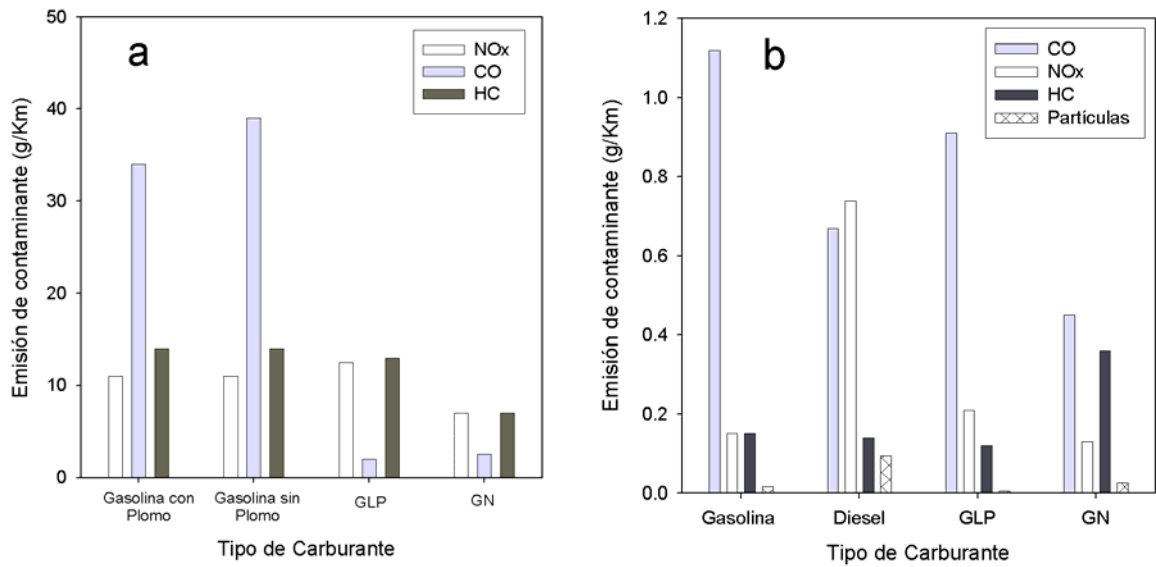 a
NOx
CO
HC
Emisión de contaminante (g/Km)
50
40
30
20
10
0
Gasolina con
Plomo
Gasolina sin
Plomo
GLP
GN
Tipo de Carburante
b
CO
NOx
HC
Partículas
Emisión de contaminante (g/Km)
1.2
1.0
0.8
0.6
0.4
0.2
0.0
Gasolina
Diesel
GLP
GN
Tipo de Carburante